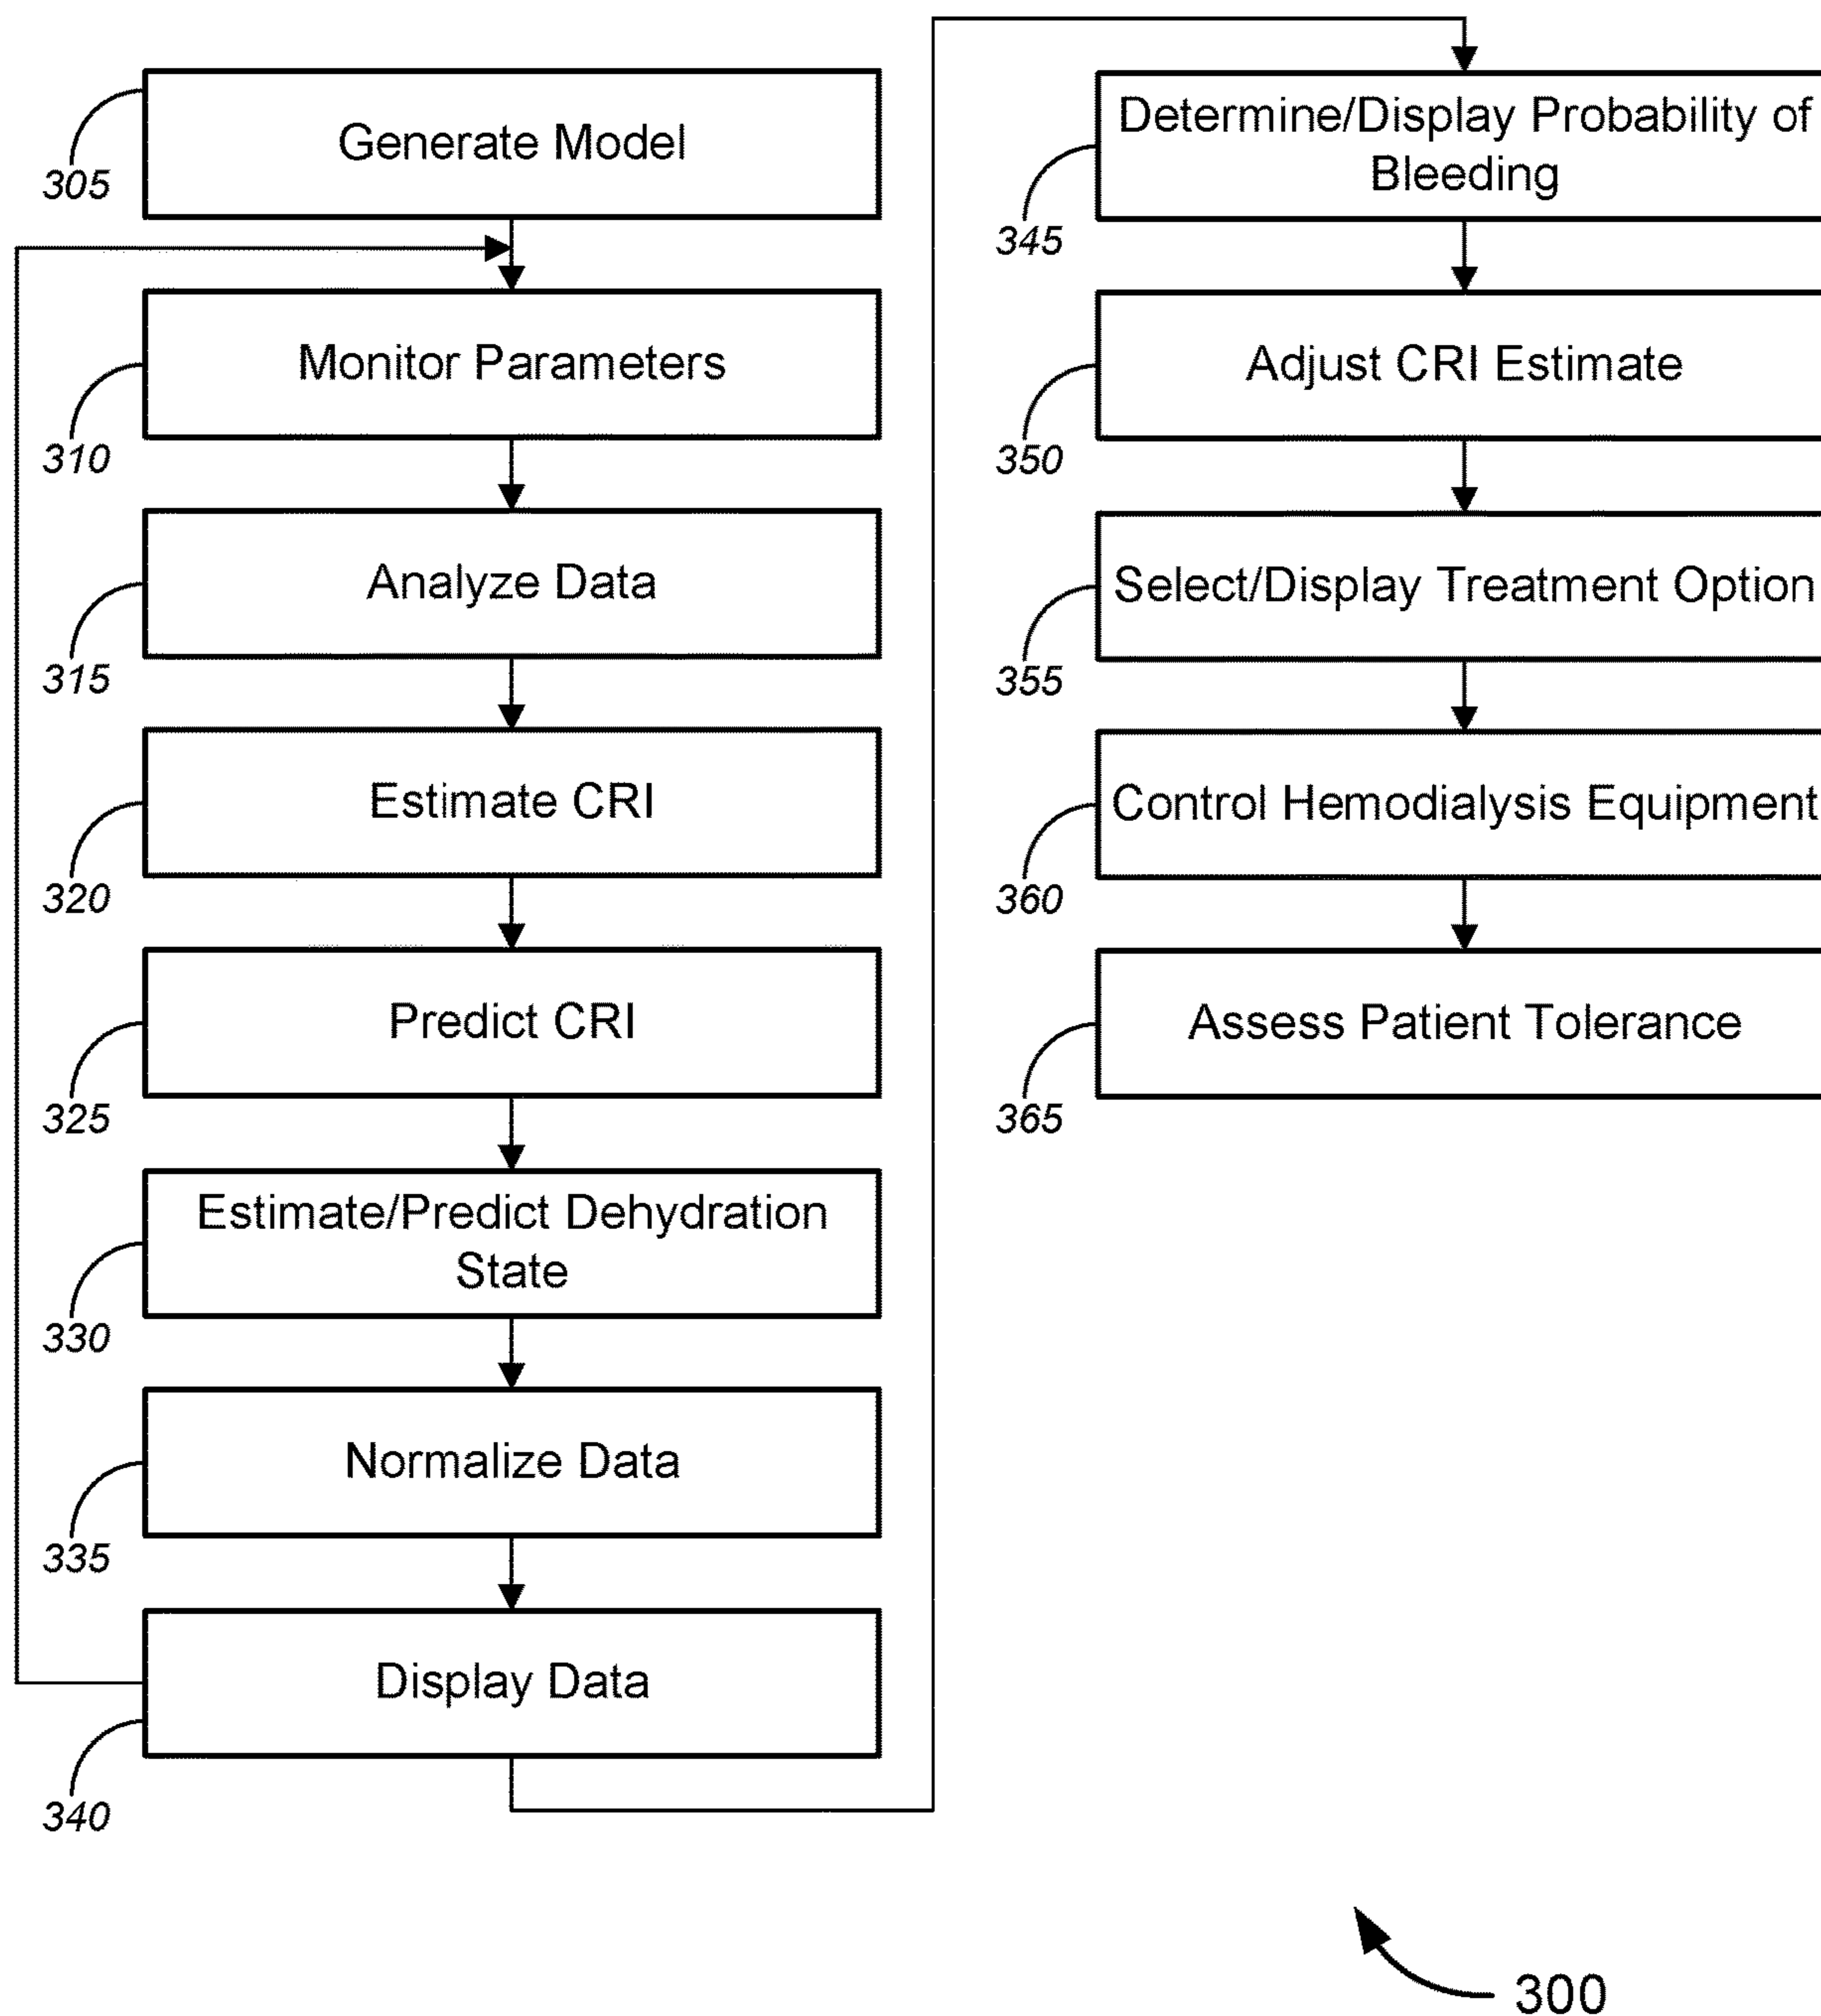 Generate Model
305
Monitor Parameters
310
Analyze Data
315
Estimate CRI
320
Predict CRI
325
Estimate/Predict Dehydration
State
330
Normalize Data
335
Display Data
340
Determine/Display Probability of
Bleeding
345
Adjust CRI Estimate
350
Select/Display Treatment Option
355
Control Hemodialysis Equipment
360
Assess Patient Tolerance
365
300